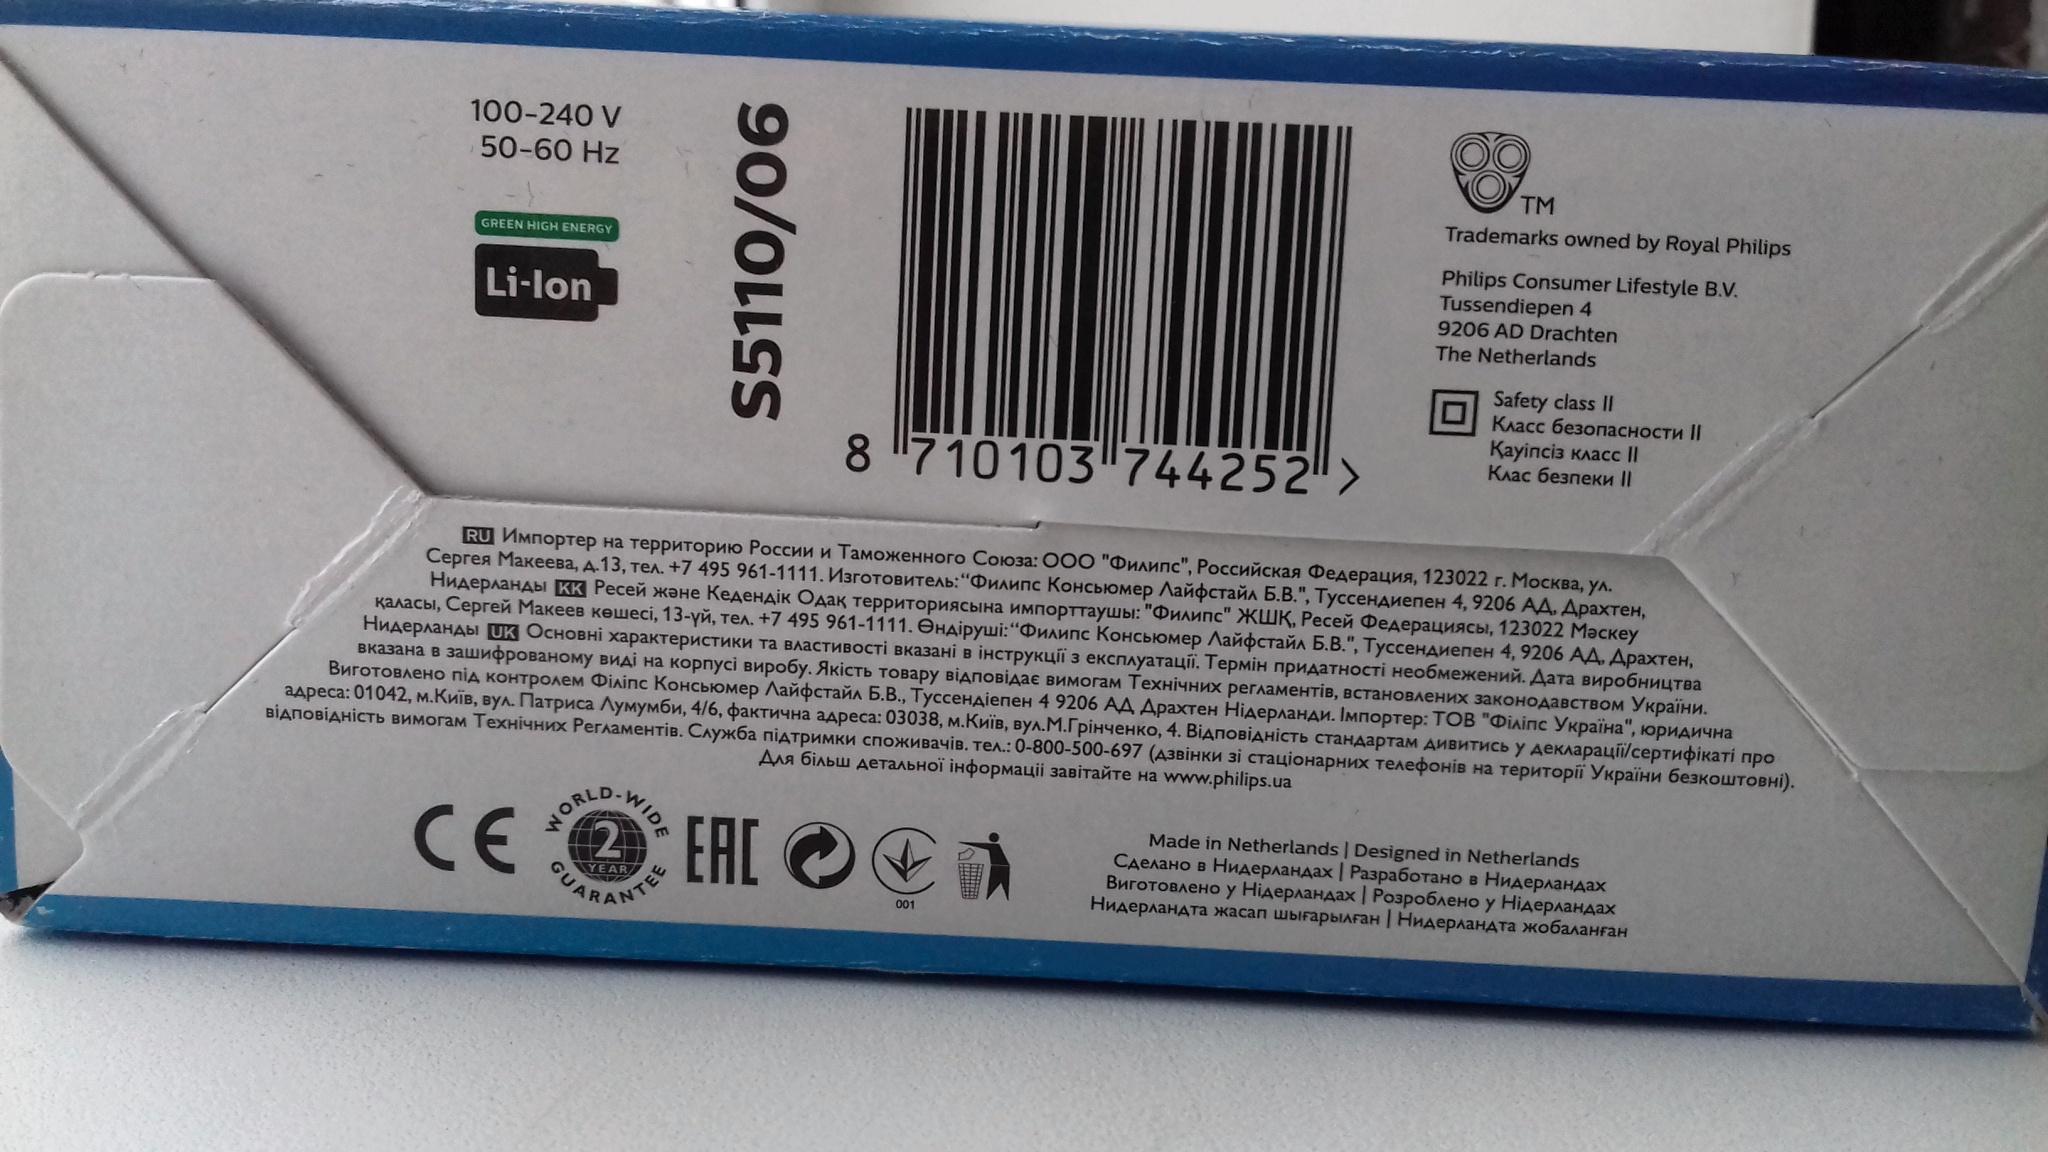 100-240 V
50-60 Hz
GREEN HIGH ENERGY
Li-Ion
S5110/06
8 710103 744252 >
TM
Trademarks owned by Royal Philips
Philips Consumer Lifestyle B.V.
Tussendiepen 4
9206 AD Drachten
The Netherlands
Safety class II
Класс безопасности II
Қауіпсіз класс II
Клас безпеки II
RU Импортер на территорию России и Таможенного Союза: ООО "Филипс", Российская Федерация, 123022 г. Москва, ул.
Сергея Макеева, д.13, тел. +7 495 961-1111. Изготовитель: “Филипс Консьюмер Лайфстайл Б.В.", Туссендиепен 4, 9206 АД, Драхтен,
Нидерланды KK Ресей және Кедендік Одақ территориясына импорттаушы: "Филипс" ЖШҚ, Ресей Федерациясы, 123022 Мәскеу
қаласы, Сергей Макеев көшесі, 13-үй, тел. +7 495 961-1111. Өндіруші: “Филипс Консьюмер Лайфстайл Б.В.", Туссендиепен 4, 9206 АД, Драхтен,
Нидерланды UK Основні характеристики та властивості вказані в інструкції з експлуатації. Термін придатності необмежений. Дата виробництва
вказана в зашифрованому виді на корпусі виробу. Якість товару відповідає вимогам Технічних регламентів, встановлених законодавством України.
Виготовлено під контролем Філіпс Консьюмер Лайфстайл Б.В., Туссендіепен 4 9206 АД Драхтен Нідерланди. Імпортер: ТОВ "Філіпс Україна", юридична
адреса: 01042, м.Київ, вул. Патриса Лумумби, 4/6, фактична адреса: 03038, м.Київ, вул.М.Грінченко, 4. Відповідність стандартам дивитись у декларації/сертифікаті про
відповідність вимогам Технічних Регламентів. Служба підтримки споживачів. тел.: 0-800-500-697 (дзвінки зі стаціонарних телефонів на території України безкоштовні).
Для більш детальної інформації завітайте на www.philips.ua
CE
WORLD-WIDE
2
YEAR
GUARANTEE
EAC
001
Made in Netherlands | Designed in Netherlands
Сделано в Нидерландах | Разработано в Нидерландах
Виготовлено у Нідерландах | Розроблено у Нідерландах
Нидерландта жасап шығарылған | Нидерландта жобаланған